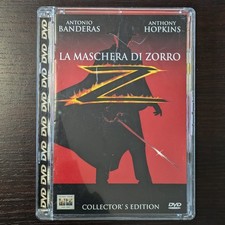 ANTONIO BANDERAS
ANTHONY HOPKINS
LA MASCHERA DI ZORRO
Z
COLLECTOR'S EDITION
DVD
DVD DVD DVD DVD DVD DVD DVD